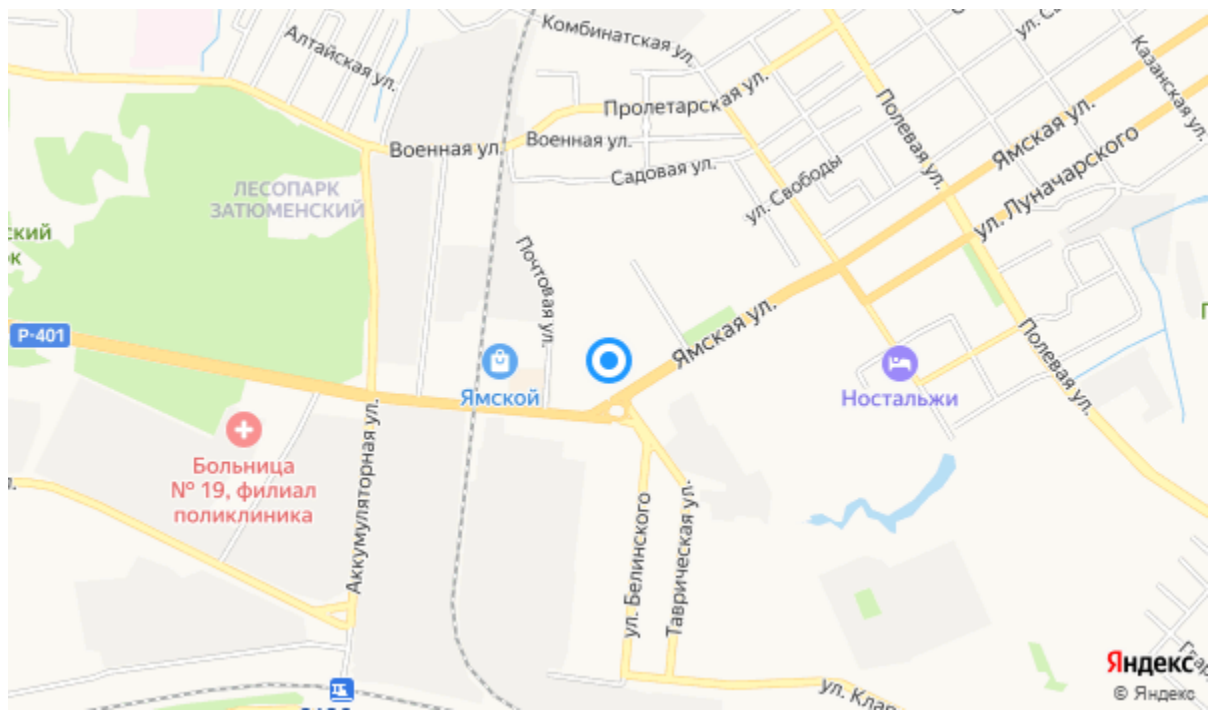 Комбинатская ул.
Алтайская ул.
Пролетарская ул.
Полевая ул.
Казанская ул.
Ямская ул.
ул. Луначарского
Военная ул.
Военная ул.
Садовая ул.
ул. Свободы
ЛЕСОПАРК
ЗАТЮМЕНСКИЙ
Почтовая ул.
Р-401
Ямская ул.
Полевая ул.
Ямской
Ностальжи
Больница
№ 19, филиал
поликлиника
Аккумуляторная ул.
ул. Белинского
Таврическая ул.
Яндекс
© Яндекс